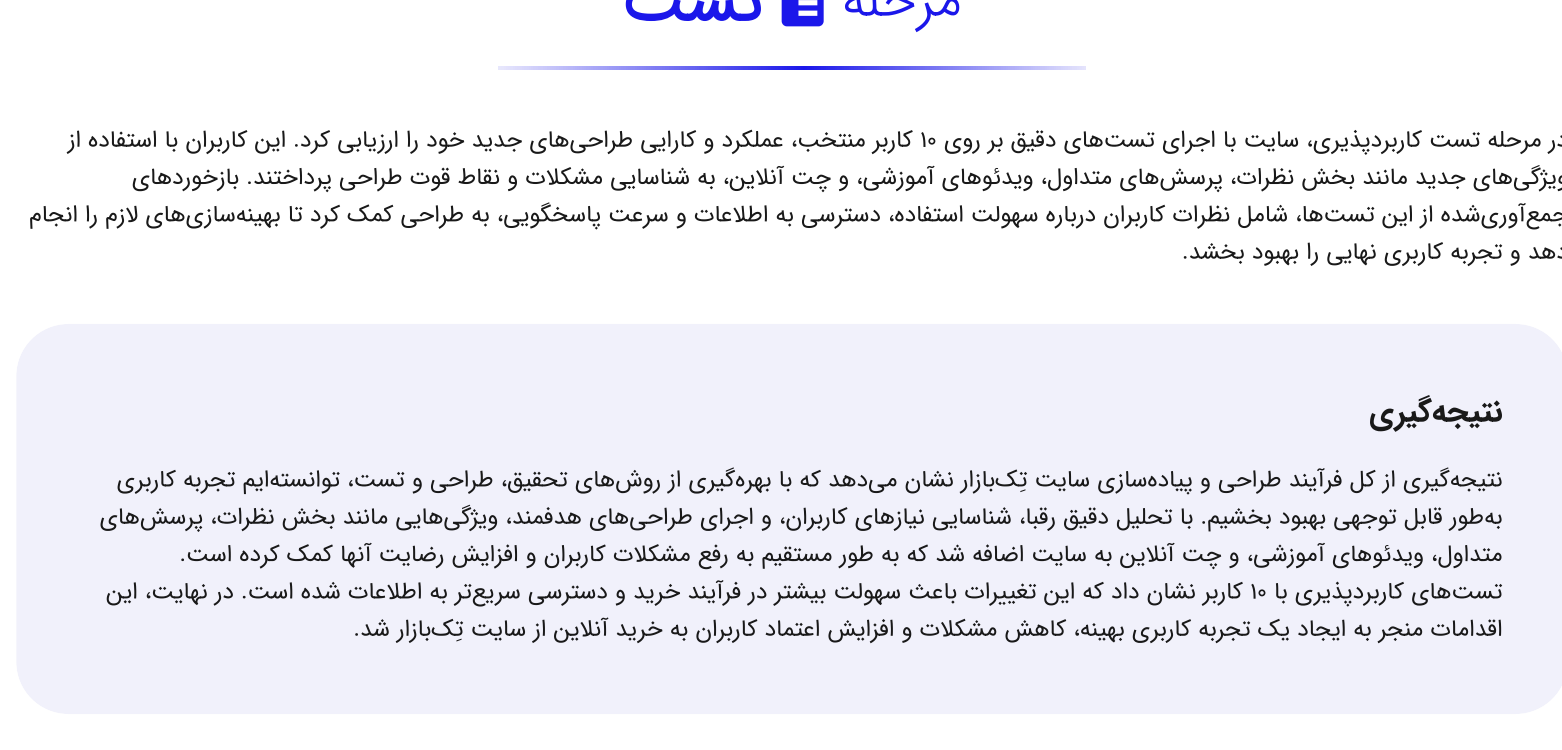 مرحله تست
در مرحله تست کاربردپذیری، سایت با اجرای تست‌های دقیق بر روی ۱۰ کاربر منتخب، عملکرد و کارایی طراحی‌های جدید خود را ارزیابی کرد. این کاربران با استفاده از
ویژگی‌های جدید مانند بخش نظرات، پرسش‌های متداول، ویدئوهای آموزشی، و چت آنلاین، به شناسایی مشکلات و نقاط قوت طراحی پرداختند. بازخوردهای
جمع‌آوری‌شده از این تست‌ها، شامل نظرات کاربران درباره سهولت استفاده، دسترسی به اطلاعات و سرعت پاسخگویی، به طراحی کمک کرد تا بهینه‌سازی‌های لازم را انجام
دهد و تجربه کاربری نهایی را بهبود بخشد.
نتیجه‌گیری
نتیجه‌گیری از کل فرآیند طراحی و پیاده‌سازی سایت تِک‌بازار نشان می‌دهد که با بهره‌گیری از روش‌های تحقیق، طراحی و تست، توانسته‌ایم تجربه کاربری
به‌طور قابل توجهی بهبود بخشیم. با تحلیل دقیق رقبا، شناسایی نیازهای کاربران، و اجرای طراحی‌های هدفمند، ویژگی‌هایی مانند بخش نظرات، پرسش‌های
متداول، ویدئوهای آموزشی، و چت آنلاین به سایت اضافه شد که به طور مستقیم به رفع مشکلات کاربران و افزایش رضایت آنها کمک کرده است.
تست‌های کاربردپذیری با ۱۰ کاربر نشان داد که این تغییرات باعث سهولت بیشتر در فرآیند خرید و دسترسی سریع‌تر به اطلاعات شده است. در نهایت، این
اقدامات منجر به ایجاد یک تجربه کاربری بهینه، کاهش مشکلات و افزایش اعتماد کاربران به خرید آنلاین از سایت تِک‌بازار شد.